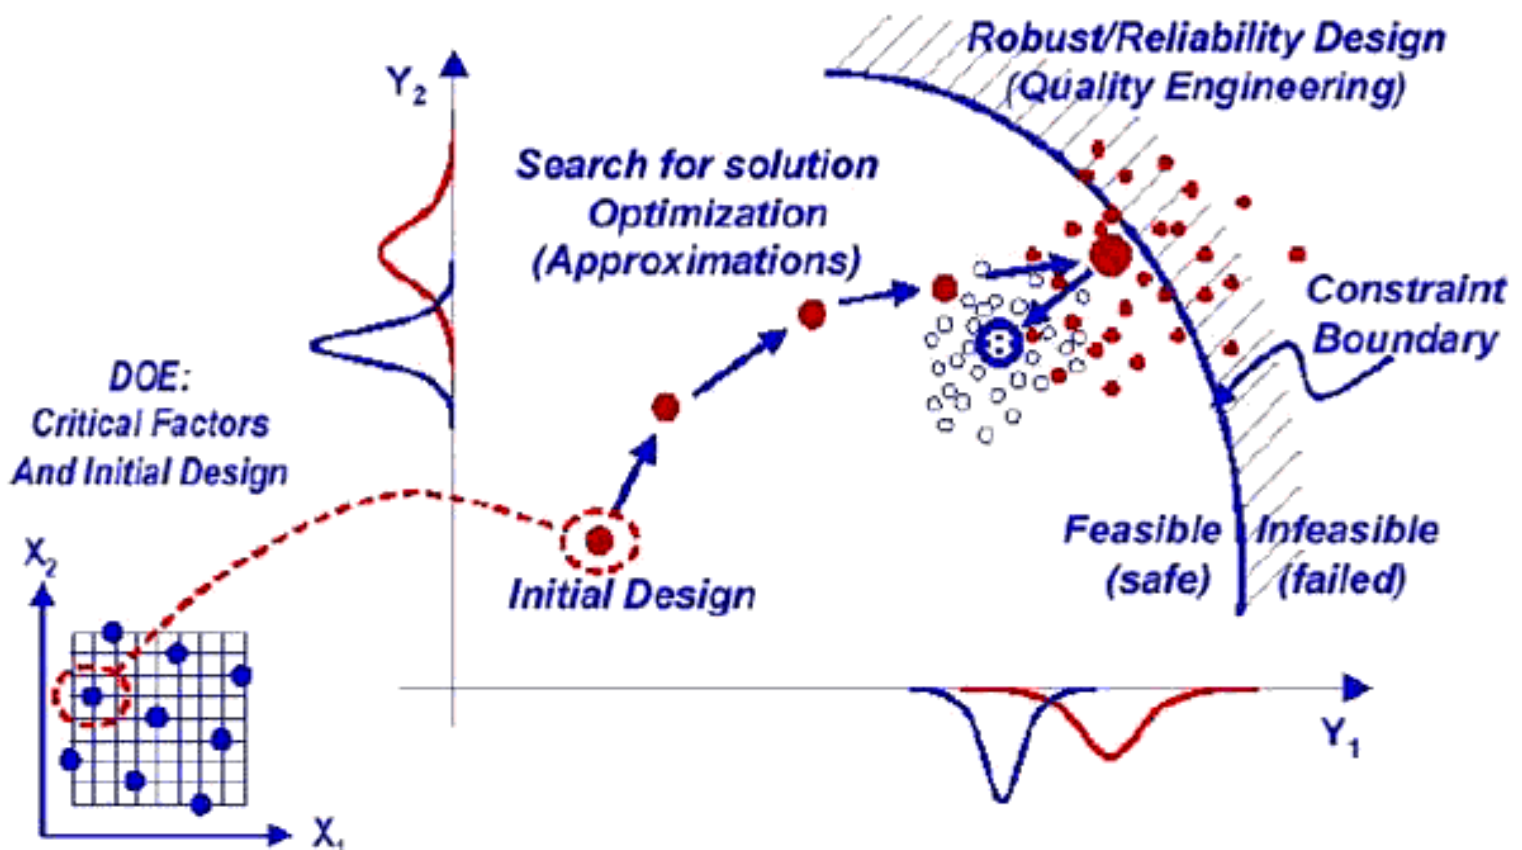 Robust/Reliability Design
(Quality Engineering)
Y2
Search for solution
Optimization
(Approximations)
Constraint
Boundary
DOE:
Critical Factors
And Initial Design
Feasible
(safe)
Infeasible
(failed)
Initial Design
X2
Y1
X1